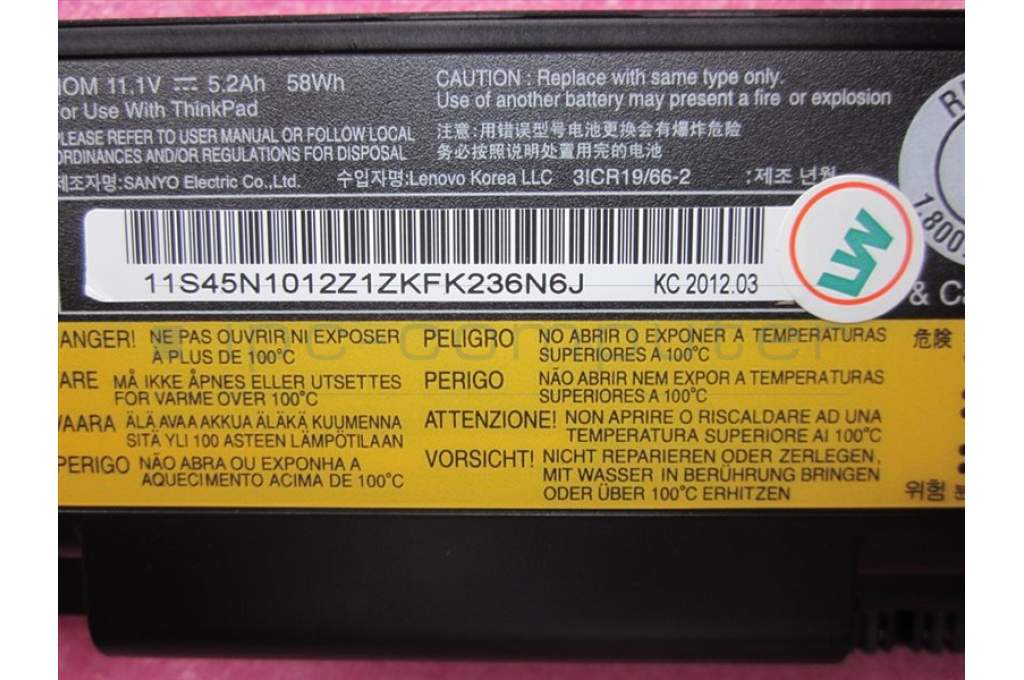 11.1V 5.2Ah 58Wh
For Use With ThinkPad
PLEASE REFER TO USER MANUAL OR FOLLOW LOCAL
ORDINANCES AND/OR REGULATIONS FOR DISPOSAL
CAUTION : Replace with same type only.
Use of another battery may present a fire or explosion
注意:用错误型号电池更换会有爆炸危险
务必按照说明处置用完的电池
제조자명:SANYO Electric Co.,Ltd. 수입자명:Lenovo Korea LLC 3ICR19/66-2 :제조 년월
11S45N1012Z1ZKFK236N6J KC 2012.03
LM
1.800
& Ca
ANGER! NE PAS OUVRIR NI EXPOSER
À PLUS DE 100°C
ARE MÅ IKKE ÅPNES ELLER UTSETTES
FOR VARME OVER 100°C
VAARA ÄLÄ AVAA AKKUA ÄLÄKÄ KUUMENNA
SITÄ YLI 100 ASTEEN LÄMPÖTILAAN
PERIGO NÃO ABRA OU EXPONHA A
AQUECIMENTO ACIMA DE 100°C
PELIGRO NO ABRIR O EXPONER A TEMPERATURAS
SUPERIORES A 100°C
PERIGO NÃO ABRIR NEM EXPOR A TEMPERATURAS
SUPERIORES A 100°C
ATTENZIONE! NON APRIRE O RISCALDARE AD UNA
TEMPERATURA SUPERIORE AI 100°C
VORSICHT! NICHT REPARIEREN ODER ZERLEGEN,
MIT WASSER IN BERÜHRUNG BRINGEN
ODER ÜBER 100°C ERHITZEN
危険
위험